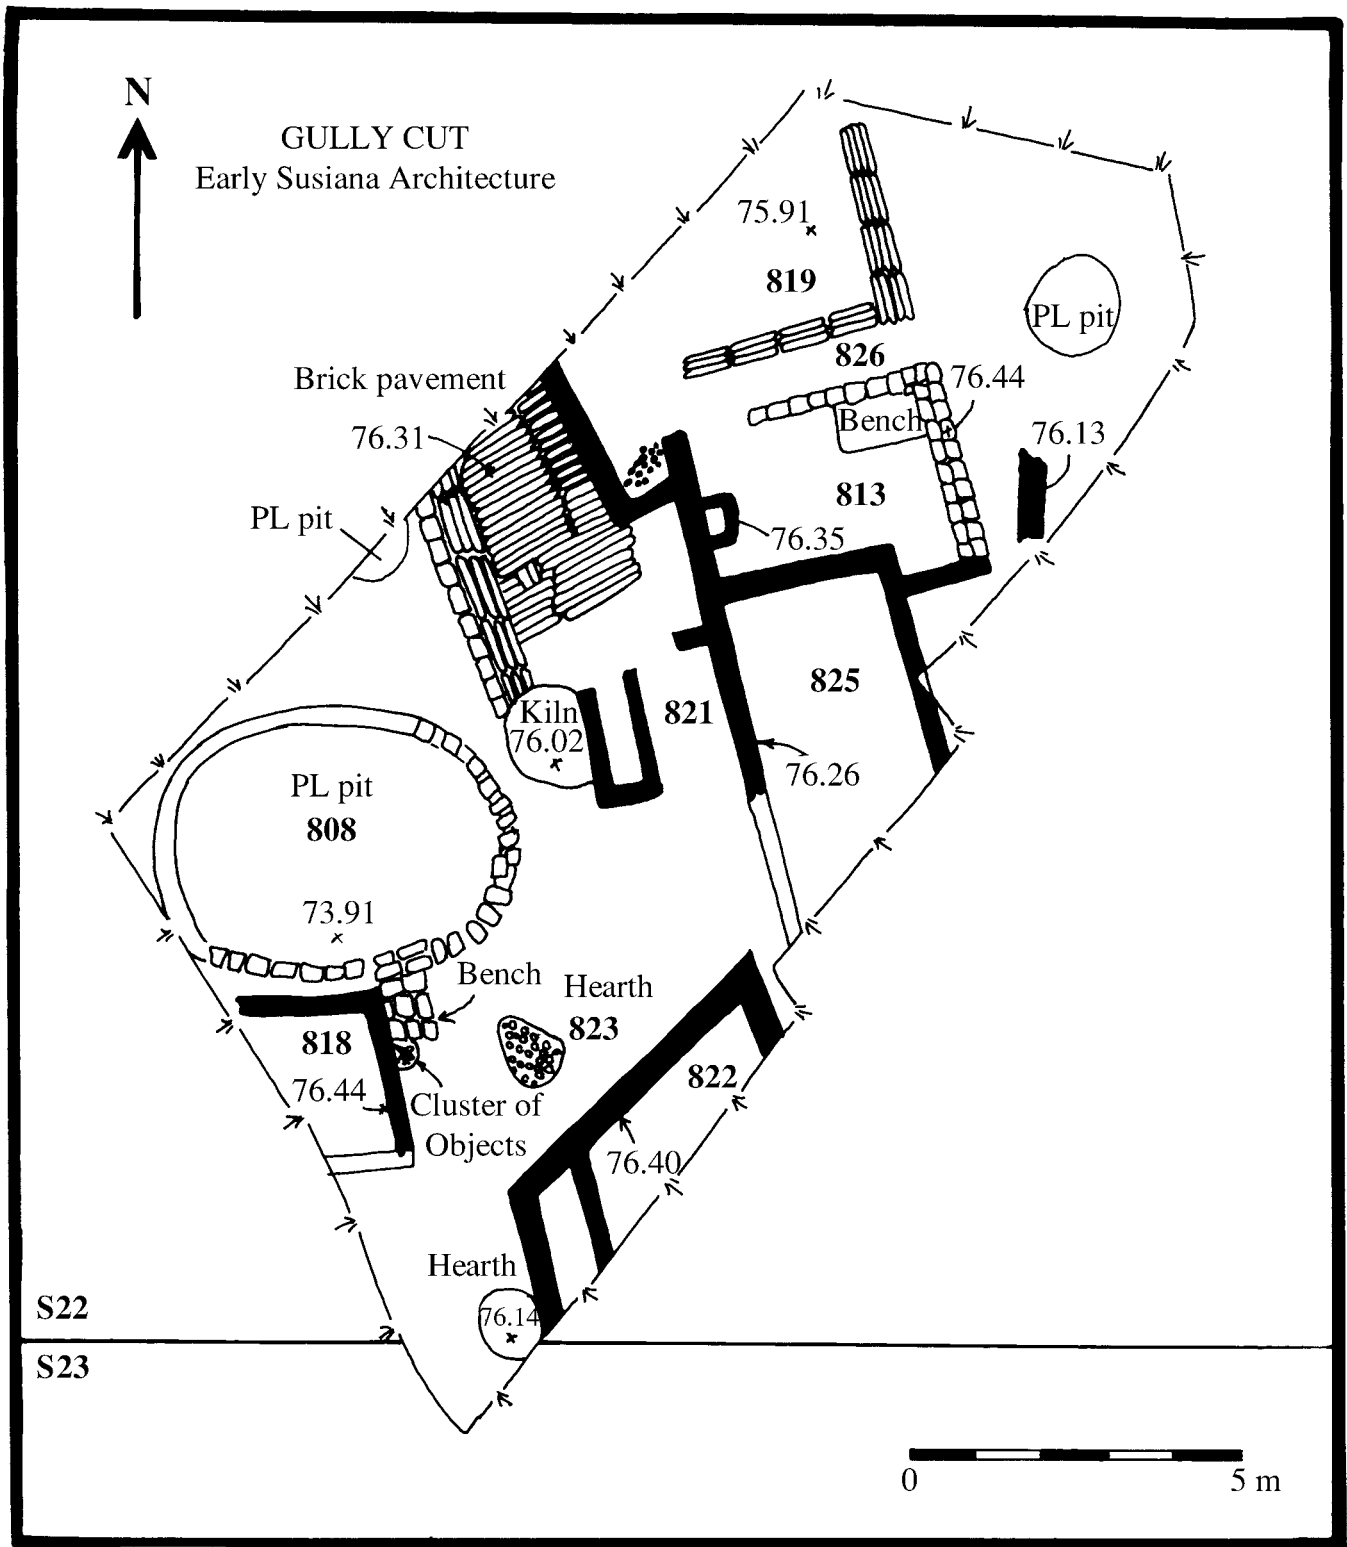 N
GULLY CUT
Early Susiana Architecture
75.91
819
PL pit
826
Brick pavement
76.44
Bench
76.31
76.13
813
PL pit
76.35
825
821
Kiln
76.02
76.26
PL pit
808
73.91
Bench
Hearth
823
818
822
76.44
Cluster of
Objects
76.40
Hearth
76.14
S22
S23
0
5 m